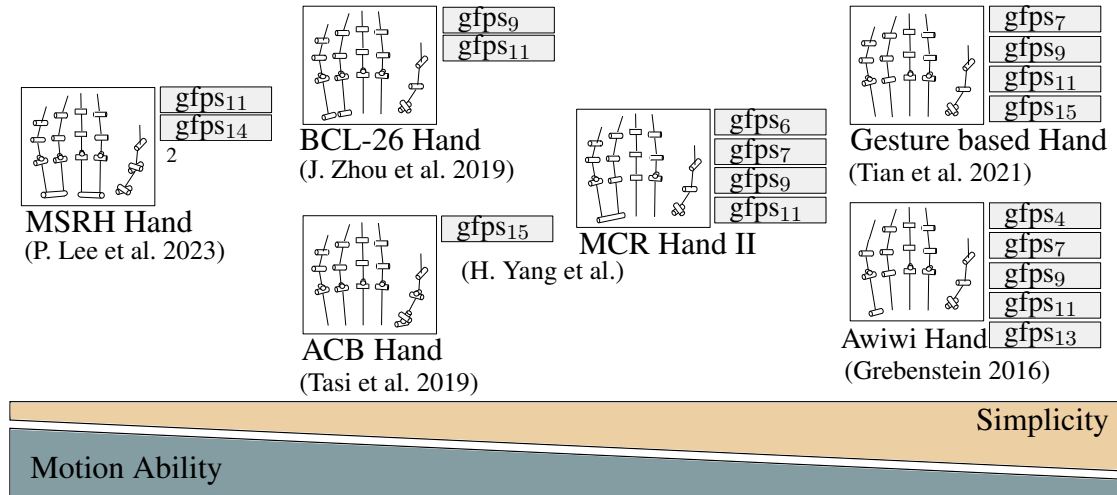 gfps₁₁
gfps₁₄
2
MSRH Hand
(P. Lee et al. 2023)
gfps₉
gfps₁₁
BCL-26 Hand
(J. Zhou et al. 2019)
gfps₁₅
ACB Hand
(Tasi et al. 2019)
gfps₆
gfps₇
gfps₉
gfps₁₁
MCR Hand II
(H. Yang et al.)
gfps₇
gfps₉
gfps₁₁
gfps₁₅
Gesture based Hand
(Tian et al. 2021)
gfps₄
gfps₇
gfps₉
gfps₁₁
gfps₁₃
Awiwi Hand
(Grebenstein 2016)
Simplicity
Motion Ability